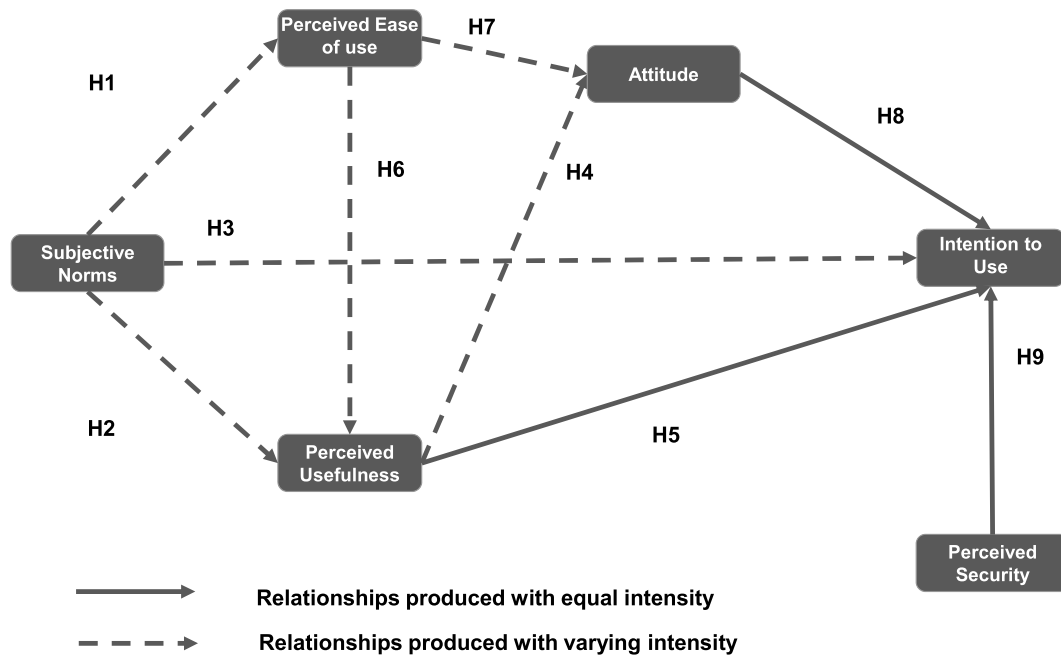 Perceived Ease
of use
H7
Attitude
H1
H8
H6
H4
H3
Subjective
Norms
Intention to
Use
H9
H2
H5
Perceived
Usefulness
Perceived
Security
Relationships produced with equal intensity
Relationships produced with varying intensity